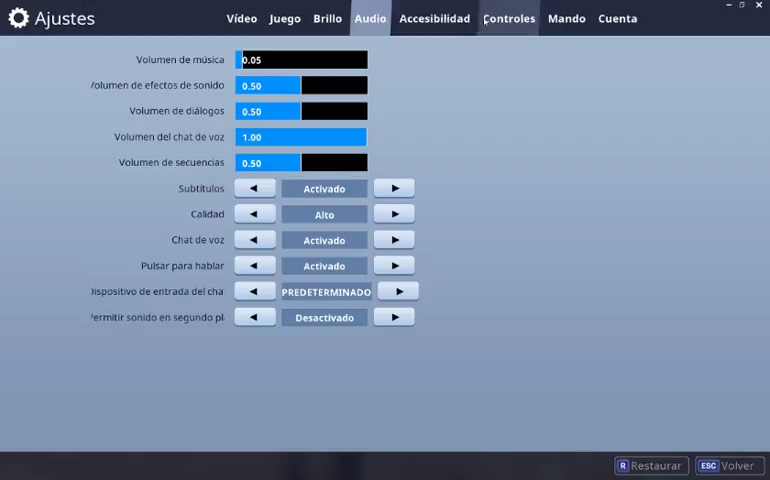 Ajustes
Vídeo Juego Brillo Audio Accesibilidad Controles Mando Cuenta
Volumen de música 0.05
Volumen de efectos de sonido 0.50
Volumen de diálogos 0.50
Volumen del chat de voz 1.00
Volumen de secuencias 0.50
Subtítulos Activado
Calidad Alto
Chat de voz Activado
Pulsar para hablar Activado
Dispositivo de entrada del cha PREDETERMINADO
Permitir sonido en segundo pl Desactivado
R Restaurar ESC Volver